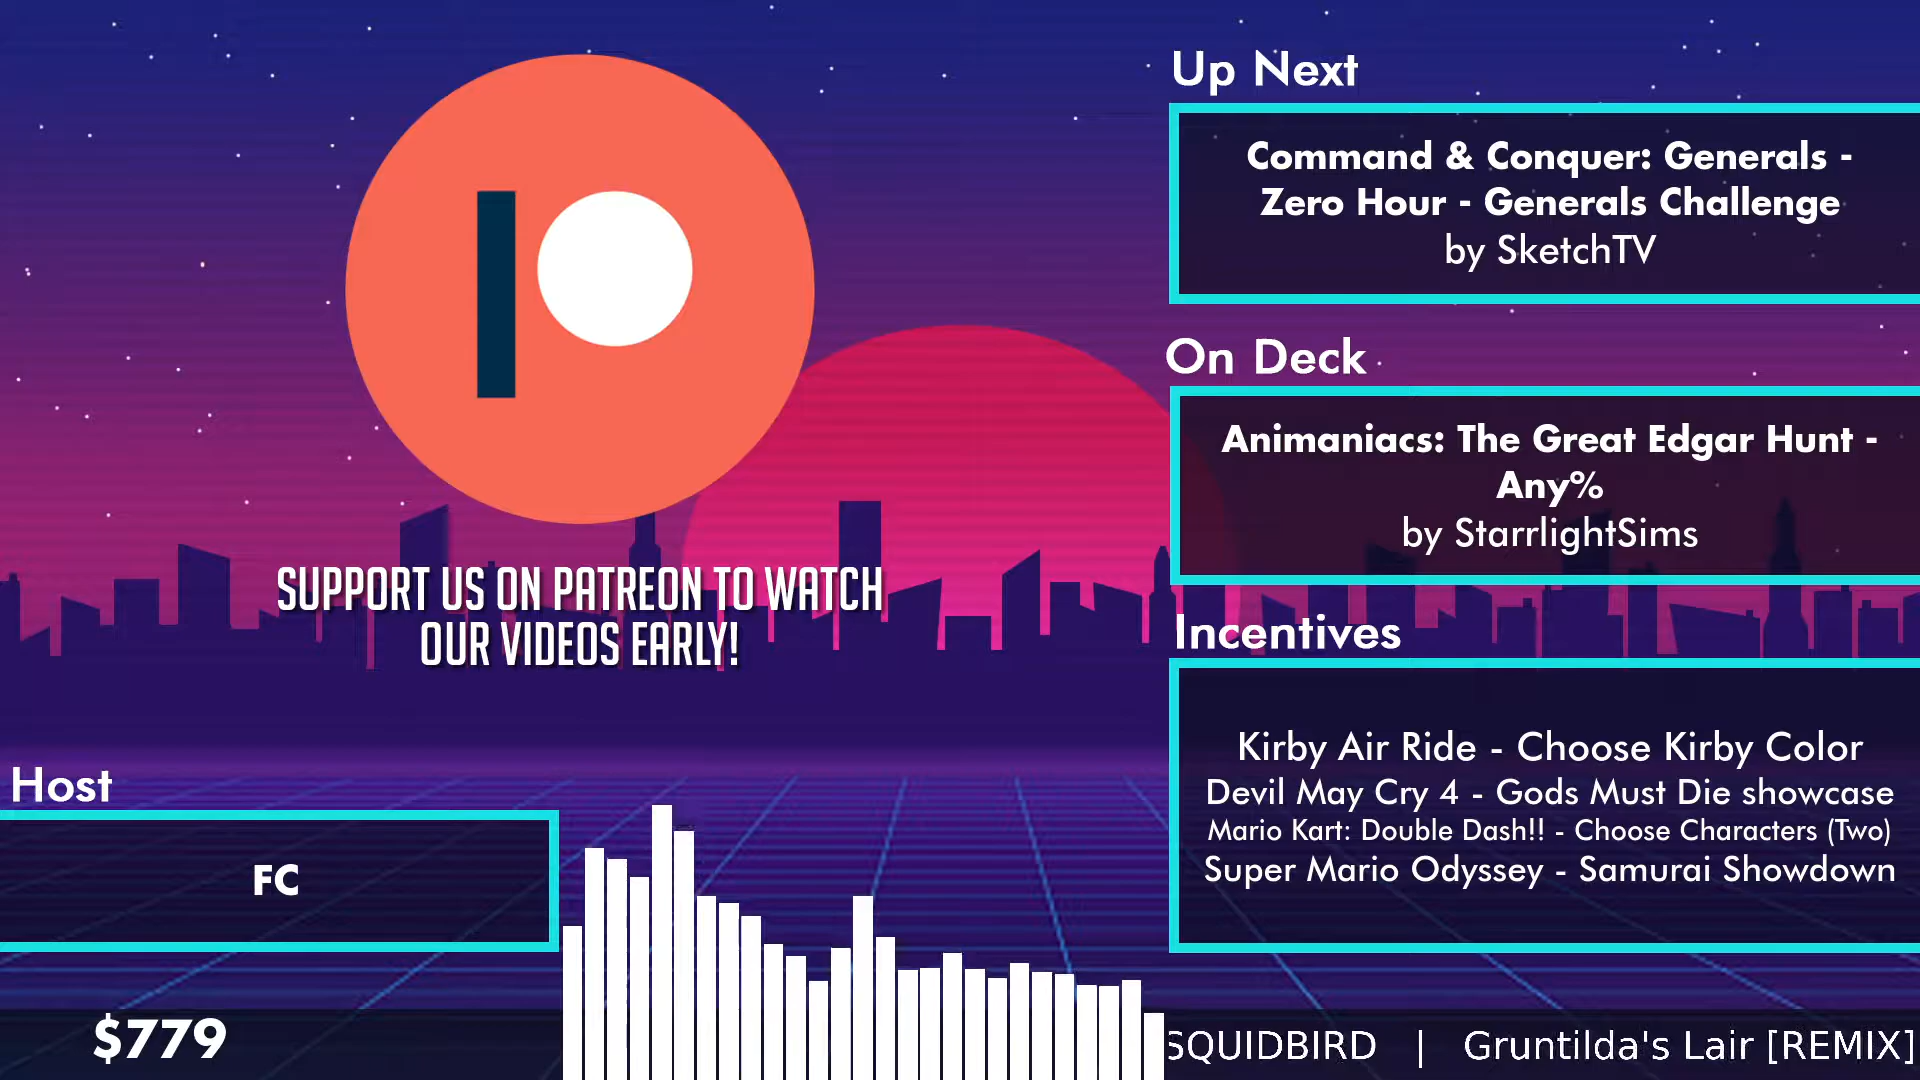 Up Next
Command & Conquer: Generals -
Zero Hour - Generals Challenge
by SketchTV
On Deck
Animaniacs: The Great Edgar Hunt -
Any%
by StarrlightSims
SUPPORT US ON PATREON TO WATCH
OUR VIDEOS EARLY!
Incentives
Kirby Air Ride - Choose Kirby Color
Devil May Cry 4 - Gods Must Die showcase
Mario Kart: Double Dash!! - Choose Characters (Two)
Super Mario Odyssey - Samurai Showdown
Host
FC
$779
SQUIDBIRD | Gruntilda's Lair [REMIX]